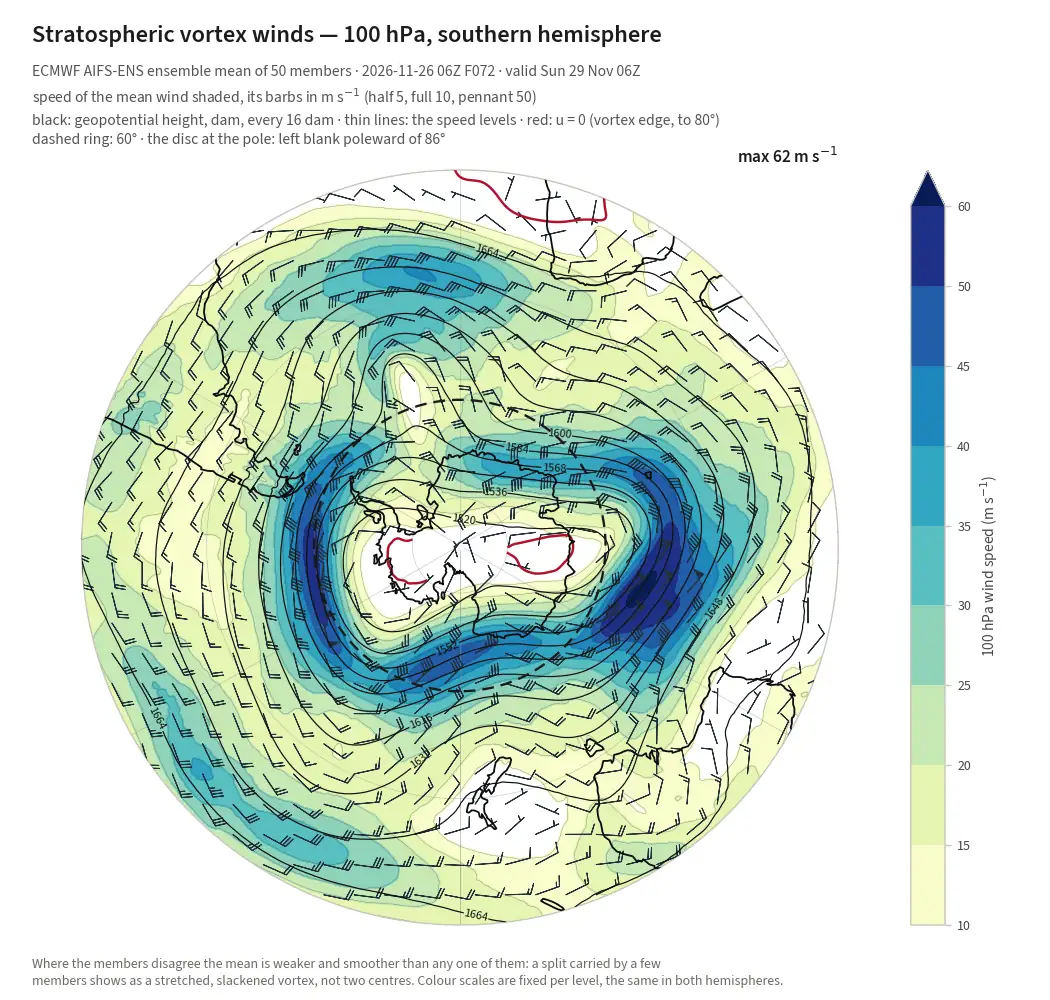 Stratospheric vortex winds — 100 hPa, southern hemisphere
ECMWF AIFS-ENS ensemble mean of 50 members · 2026-11-26 06Z F072 · valid Sun 29 Nov 06Z
speed of the mean wind shaded, its barbs in m s⁻¹ (half 5, full 10, pennant 50)
black: geopotential height, dam, every 16 dam · thin lines: the speed levels · red: u = 0 (vortex edge, to 80°)
dashed ring: 60° · the disc at the pole: left blank poleward of 86°
max 62 m s⁻¹
60
50
45
40
35
30
25
20
15
10
100 hPa wind speed (m s⁻¹)
1664
1600
1584
1568
1536
1520
1648
1552
1616
1664
1664
Where the members disagree the mean is weaker and smoother than any one of them: a split carried by a few
members shows as a stretched, slackened vortex, not two centres. Colour scales are fixed per level, the same in both hemispheres.